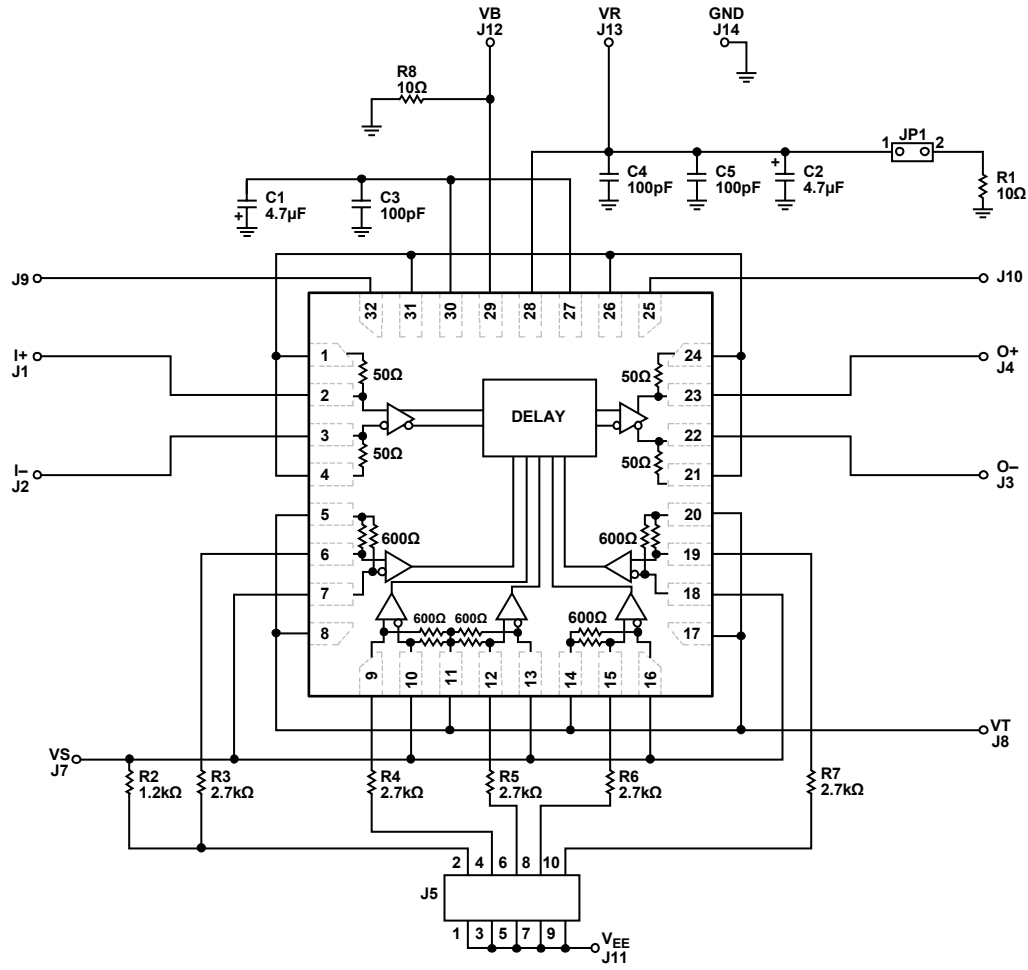 VB
J12
VR
J13
GND
J14
R8
10Ω
1 JP1 2
R1
10Ω
C4
100pF
C5
100pF
+ C2
4.7µF
C1
4.7µF
+
C3
100pF
J9
J10
32 31 30 29 28 27 26 25
I+
J1
1
2
3
4
5
6
7
8
50Ω
50Ω
DELAY
50Ω
50Ω
24
23
22
21
20
19
18
17
O+
J4
I–
J2
O–
J3
600Ω
600Ω
600Ω 600Ω
600Ω
9 10 11 12 13 14 15 16
VS
J7
VT
J8
R2
1.2kΩ
R3
2.7kΩ
R4
2.7kΩ
R5
2.7kΩ
R6
2.7kΩ
R7
2.7kΩ
2 4 6 8 10
J5
1 3 5 7 9
VEE
J11